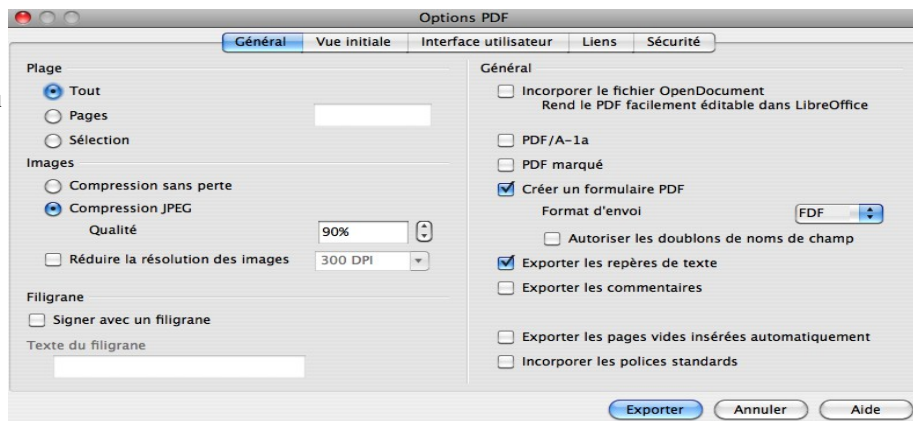 Options PDF
Général
Vue initiale
Interface utilisateur
Liens
Sécurité
Plage
Tout
Pages
Sélection
Images
Compression sans perte
Compression JPEG
Qualité
90%
Réduire la résolution des images
300 DPI
Filigrane
Signer avec un filigrane
Texte du filigrane
Général
Incorporer le fichier OpenDocument
Rend le PDF facilement éditable dans LibreOffice
PDF/A-1a
PDF marqué
Créer un formulaire PDF
Format d'envoi
FDF
Autoriser les doublons de noms de champ
Exporter les repères de texte
Exporter les commentaires
Exporter les pages vides insérées automatiquement
Incorporer les polices standards
Exporter
Annuler
Aide